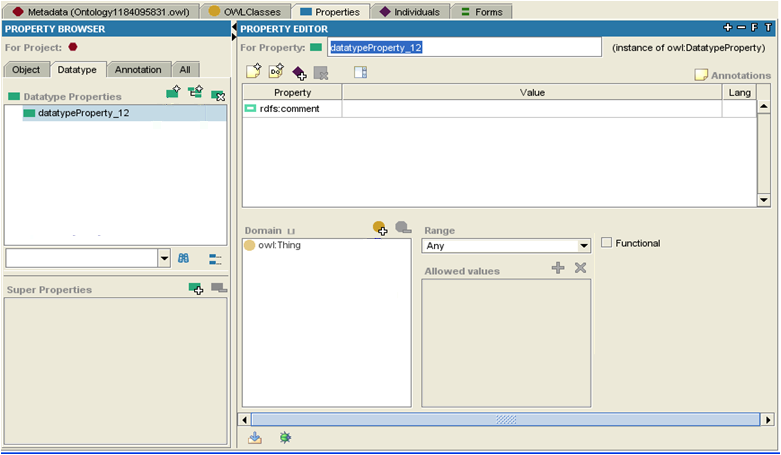 Metadata (Ontology1184095831.owl) OWLClasses Properties Individuals Forms
PROPERTY BROWSER
For Project:
Object Datatype Annotation All
Datatype Properties
datatypeProperty_12
Super Properties
PROPERTY EDITOR
+ − F T
For Property: datatypeProperty_12 (instance of owl:DatatypeProperty)
Annotations
Property Value Lang
rdfs:comment
Domain ⊔
owl:Thing
Range
Any
Functional
Allowed values